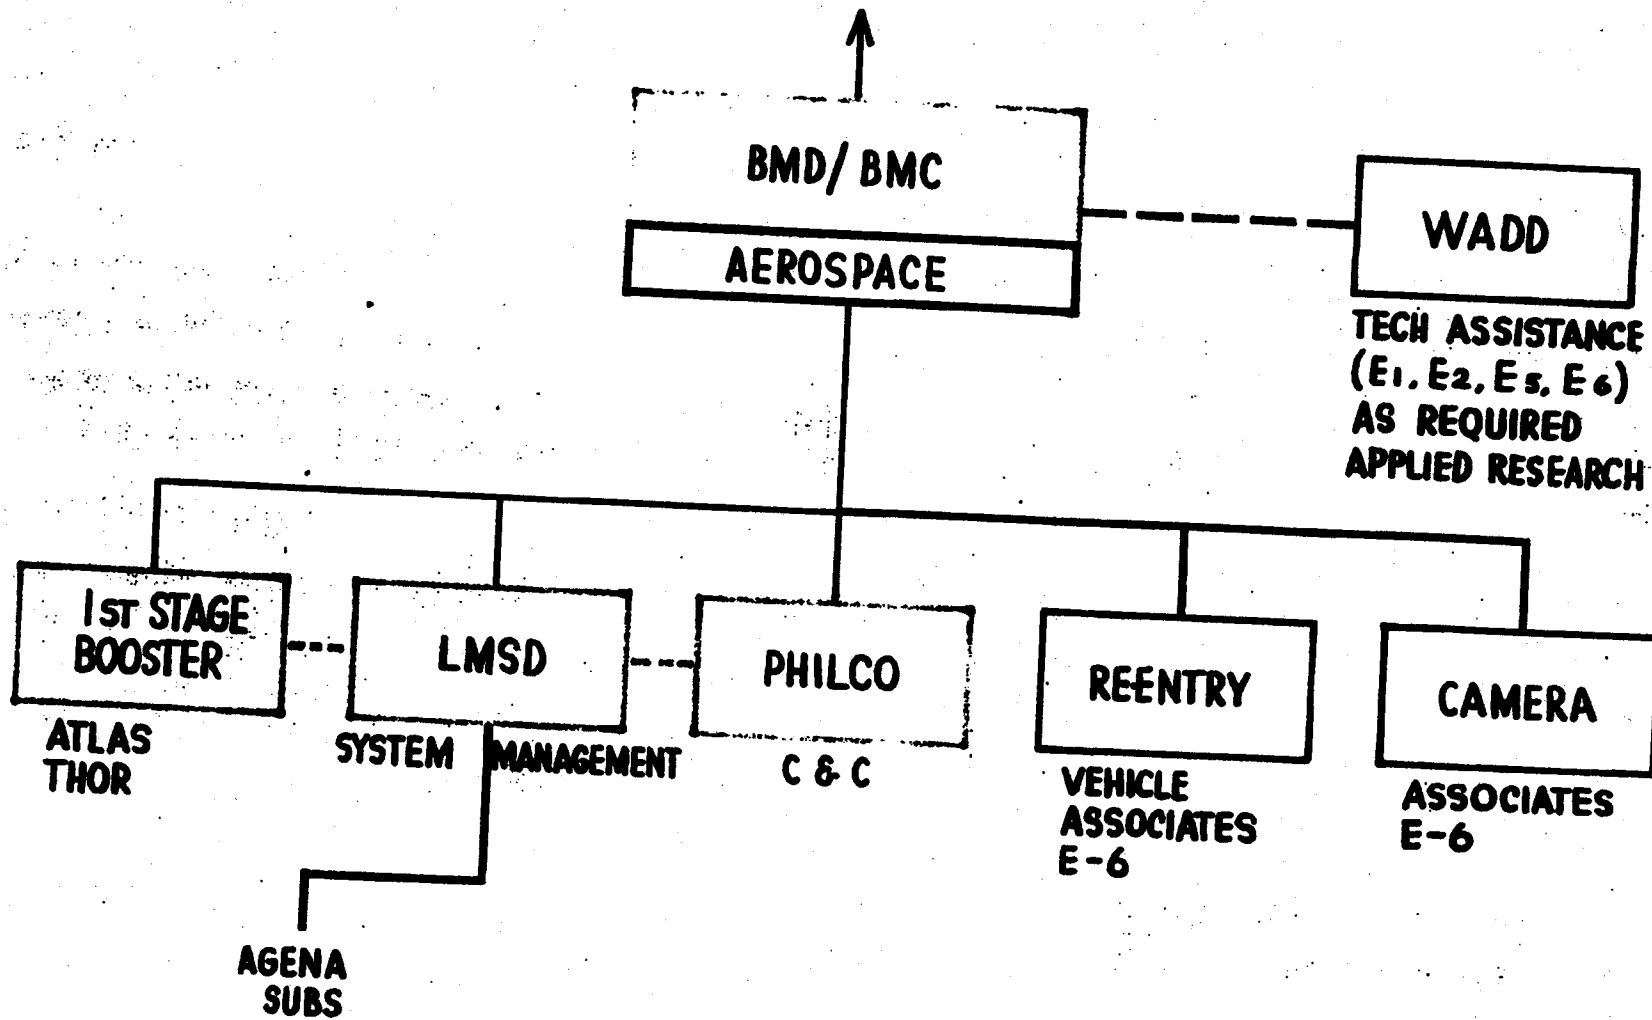 BMD/BMC
AEROSPACE
WADD
TECH ASSISTANCE
(E1, E2, E5, E6)
AS REQUIRED
APPLIED RESEARCH
1ST STAGE
BOOSTER
ATLAS
THOR
LMSD
SYSTEM MANAGEMENT
AGENA
SUBS
PHILCO
C & C
REENTRY
VEHICLE
ASSOCIATES
E-6
CAMERA
ASSOCIATES
E-6